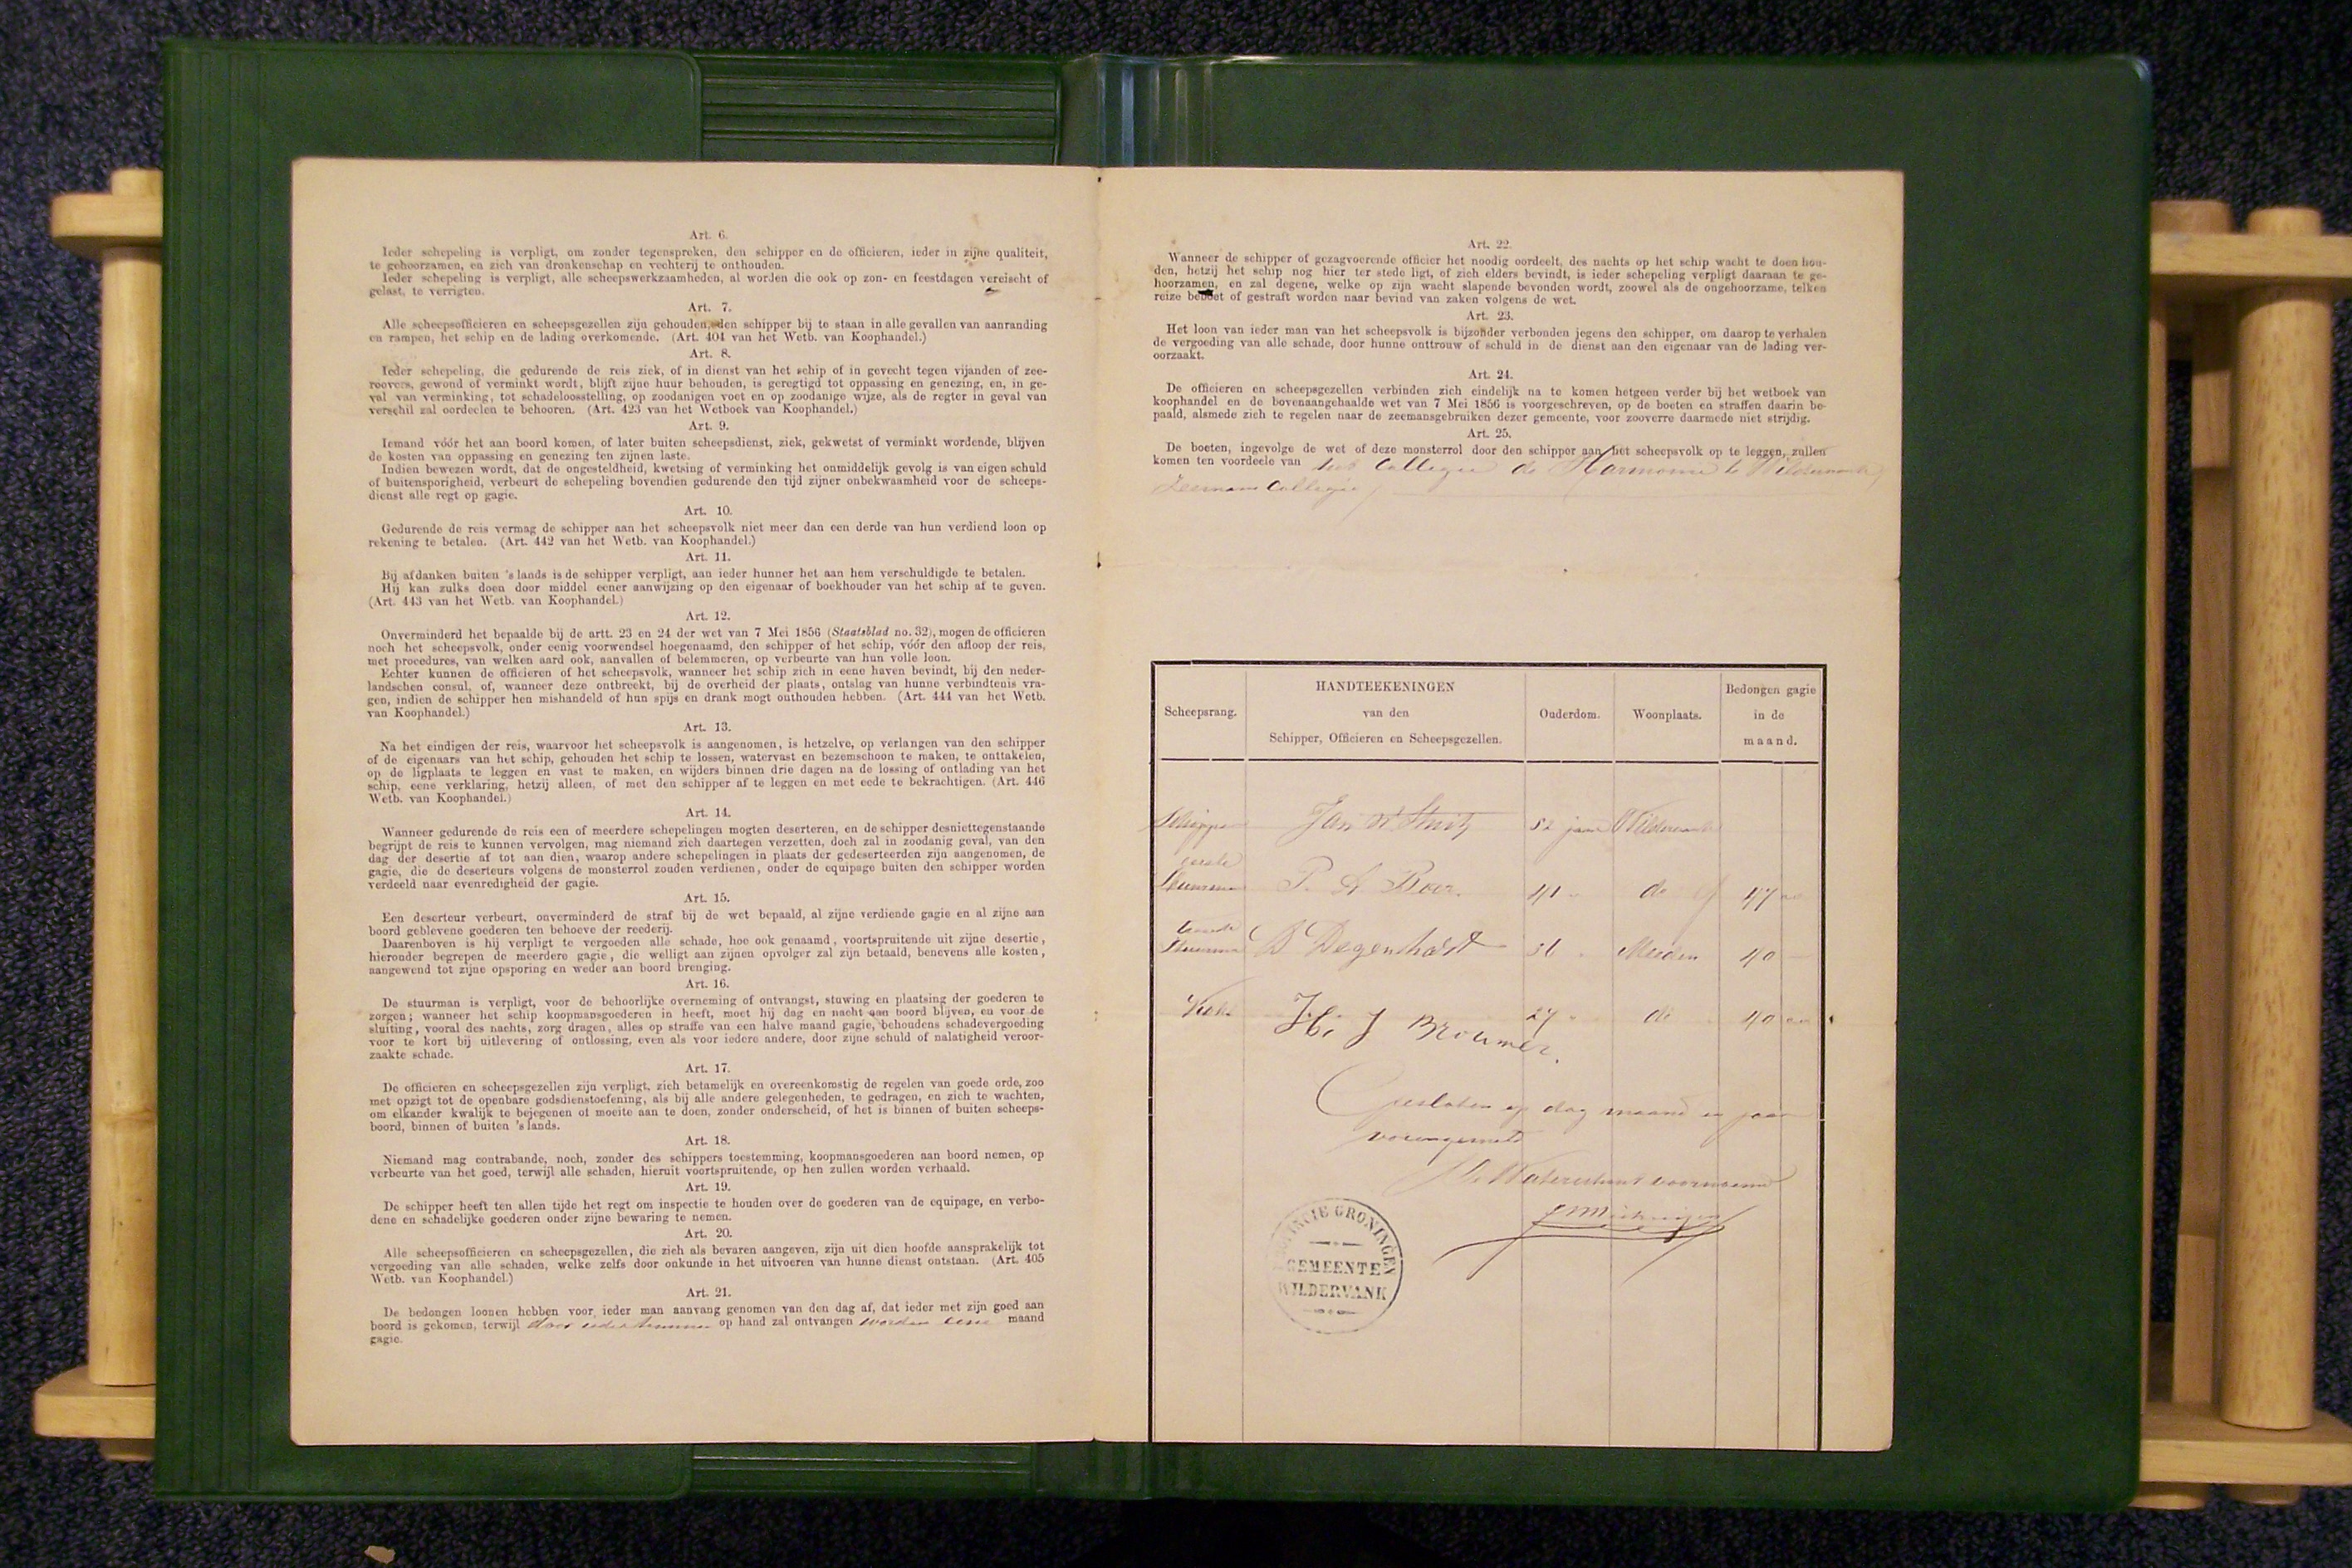 Art. 6.
Ieder schepeling is verpligt, om zonder tegenspreken, den schipper en de officieren, ieder in zijne qualiteit,
te gehoorzamen, en zich van dronkenschap en vechterij te onthouden.
Ieder schepeling is verpligt, alle scheepswerkzaamheden, al worden die ook op zon- en feestdagen vereischt of
gelast, te verrigten.
Art. 7.
Alle scheepsofficieren en scheepsgezellen zijn gehouden, den schipper bij te staan in alle gevallen van aanranding
en rampen, het schip en de lading overkomende. (Art. 404 van het Wetb. van Koophandel.)
Art. 8.
Ieder schepeling, die gedurende de reis ziek, of in dienst van het schip of in gevecht tegen vijanden of zee-
roovers, gewond of verminkt wordt, blijft zijne huur behouden, is geregtigd tot oppassing en genezing, en, in ge-
val van verminking, tot schadeloosstelling, op zoodanigen voet en op zoodanige wijze, als de regter in geval van
verschil zal oordeelen te behooren. (Art. 423 van het Wetboek van Koophandel.)
Art. 9.
Iemand vóór het aan boord komen, of later buiten scheepsdienst, ziek, gekwetst of verminkt wordende, blijven
de kosten van oppassing en genezing ten zijnen laste.
Indien bewezen wordt, dat de ongesteldheid, kwetsing of verminking het onmiddelijk gevolg is van eigen schuld
of buitensporigheid, verbeurt de schepeling bovendien gedurende den tijd zijner onbekwaamheid voor de scheeps-
dienst alle regt op gagie.
Art. 10.
Gedurende de reis vermag de schipper aan het scheepsvolk niet meer dan een derde van hun verdiend loon op
rekening te betalen. (Art. 442 van het Wetb. van Koophandel.)
Art. 11.
Bij afdanken buiten 's lands is de schipper verpligt, aan ieder hunner het aan hem verschuldigde te betalen.
Hij kan zulks doen door middel eener aanwijzing op den eigenaar of boekhouder van het schip af te geven.
(Art. 443 van het Wetb. van Koophandel.)
Art. 12.
Onverminderd het bepaalde bij de artt. 23 en 24 der wet van 7 Mei 1856 (Staatsblad no. 32), mogen de officieren
noch het scheepsvolk, onder eenig voorwendsel hoegenaamd, den schipper of het schip, vóór den afloop der reis,
met procedures, van welken aard ook, aanvallen of belemmeren, op verbeurte van hun volle loon.
Echter kunnen de officieren of het scheepsvolk, wanneer het schip zich in eene haven bevindt, bij den neder-
landschen consul, of, wanneer deze ontbreekt, bij de overheid der plaats, ontslag van hunne verbindtenis vra-
gen, indien de schipper hen mishandeld of hun spijs en drank mogt onthouden hebben. (Art. 444 van het Wetb.
van Koophandel.)
Art. 13.
Na het eindigen der reis, waarvoor het scheepsvolk is aangenomen, is hetzelve, op verlangen van den schipper
of de eigenaars van het schip, gehouden het schip te lossen, watervast en bezemschoon te maken, te onttakelen,
op de ligplaats te leggen en vast te maken, en wijders binnen drie dagen na de lossing of ontlading van het
schip, eene verklaring, hetzij alleen, of met den schipper af te leggen en met eede te bekrachtigen. (Art. 446
Wetb. van Koophandel.)
Art. 14.
Wanneer gedurende de reis een of meerdere schepelingen mogten deserteren, en de schipper desniettegenstaande
begrijpt de reis te kunnen vervolgen, mag niemand zich daartegen verzetten, doch zal in zoodanig geval, van den
dag der desertie af tot aan dien, waarop andere schepelingen in plaats der gedeserteerden zijn aangenomen, de
gagie, die de deserteurs volgens de monsterrol zouden verdienen, onder de equipage buiten den schipper worden
verdeeld naar evenredigheid der gagie.
Art. 15.
Een deserteur verbeurt, onverminderd de straf bij de wet bepaald, al zijne verdiende gagie en al zijne aan
boord geblevene goederen ten behoeve der reederij.
Daarenboven is hij verpligt te vergoeden alle schade, hoe ook genaamd, voortspruitende uit zijne desertie,
hieronder begrepen de meerdere gagie, die welligt aan zijnen opvolger zal zijn betaald, benevens alle kosten,
aangewend tot zijne opsporing en weder aan boord brenging.
Art. 16.
De stuurman is verpligt, voor de behoorlijke overneming of ontvangst, stuwing en plaatsing der goederen te
zorgen; wanneer het schip koopmansgoederen in heeft, moet hij dag en nacht aan boord blijven, en voor de
sluiting, vooral des nachts, zorg dragen, alles op straffe van een halve maand gagie, behoudens schadevergoeding
voor te kort bij uitlevering of ontlossing, even als voor iedere andere, door zijne schuld of nalatigheid veroor-
zaakte schade.
Art. 17.
De officieren en scheepsgezellen zijn verpligt, zich betamelijk en overeenkomstig de regelen van goede orde, zoo
met opzigt tot de openbare godsdienstoefening, als bij alle andere gelegenheden, te gedragen, en zich te wachten,
om elkander kwalijk te bejegenen of moeite aan te doen, zonder onderscheid, of het is binnen of buiten scheeps-
boord, binnen of buiten 's lands.
Art. 18.
Niemand mag contrabande, noch, zonder des schippers toestemming, koopmansgoederen aan boord nemen, op
verbeurte van het goed, terwijl alle schaden, hieruit voortspruitende, op hen zullen worden verhaald.
Art. 19.
De schipper heeft ten allen tijde het regt om inspectie te houden over de goederen van de equipage, en verbo-
dene en schadelijke goederen onder zijne bewaring te nemen.
Art. 20.
Alle scheepsofficieren en scheepsgezellen, die zich als bevaren aangeven, zijn uit dien hoofde aansprakelijk tot
vergoeding van alle schaden, welke zelfs door onkunde in het uitvoeren van hunne dienst ontstaan. (Art. 405
Wetb. van Koophandel.)
Art. 21.
De bedongen loonen hebben voor ieder man aanvang genomen van den dag af, dat ieder met zijn goed aan
boord is gekomen, terwijl door ieder hunner op hand zal ontvangen worden eene maand
gagie.
Art. 22.
Wanneer de schipper of gezagvoerende officier het noodig oordeelt, des nachts op het schip wacht te doen hou-
den, hetzij het schip nog hier ter stede ligt, of zich elders bevindt, is ieder schepeling verpligt daaraan te ge-
hoorzamen, en zal degene, welke op zijn wacht slapende bevonden wordt, zoowel als de ongehoorzame, telken
reize beboet of gestraft worden naar bevind van zaken volgens de wet.
Art. 23.
Het loon van ieder man van het scheepsvolk is bijzonder verbonden jegens den schipper, om daarop te verhalen
de vergoeding van alle schade, door hunne onttrouw of schuld in de dienst aan den eigenaar van de lading ver-
oorzaakt.
Art. 24.
De officieren en scheepsgezellen verbinden zich eindelijk na te komen hetgeen verder bij het wetboek van
koophandel en de bovenaangehaalde wet van 7 Mei 1856 is voorgeschreven, op de boeten en straffen daarin be-
paald, alsmede zich te regelen naar de zeemansgebruiken dezer gemeente, voor zooverre daarmede niet strijdig.
Art. 25.
De boeten, ingevolge de wet of deze monsterrol door den schipper aan het scheepsvolk op te leggen, zullen
komen ten voordeele van het Collegie de Harmonie te Wildervank
Zeemans Collegie
Scheepsrang.
HANDTEEKENINGEN
van den
Schipper, Officieren en Scheepsgezellen.
Ouderdom.
Woonplaats.
Bedongen gagie
in de
maand.
Schipper Jan 52 jaar Wildervank
eerste
Stuurman P. Boer. 41 do f 47
tweede
Stuurman D Degenhardt 36 Meeden 40 —
Kok H. J Brouwer. 27 do 40
Gesloten op dag maand en jaar
vorengemeld
De Waterschout voornoemd
PROVINCIE GRONINGEN
GEMEENTE
WILDERVANK